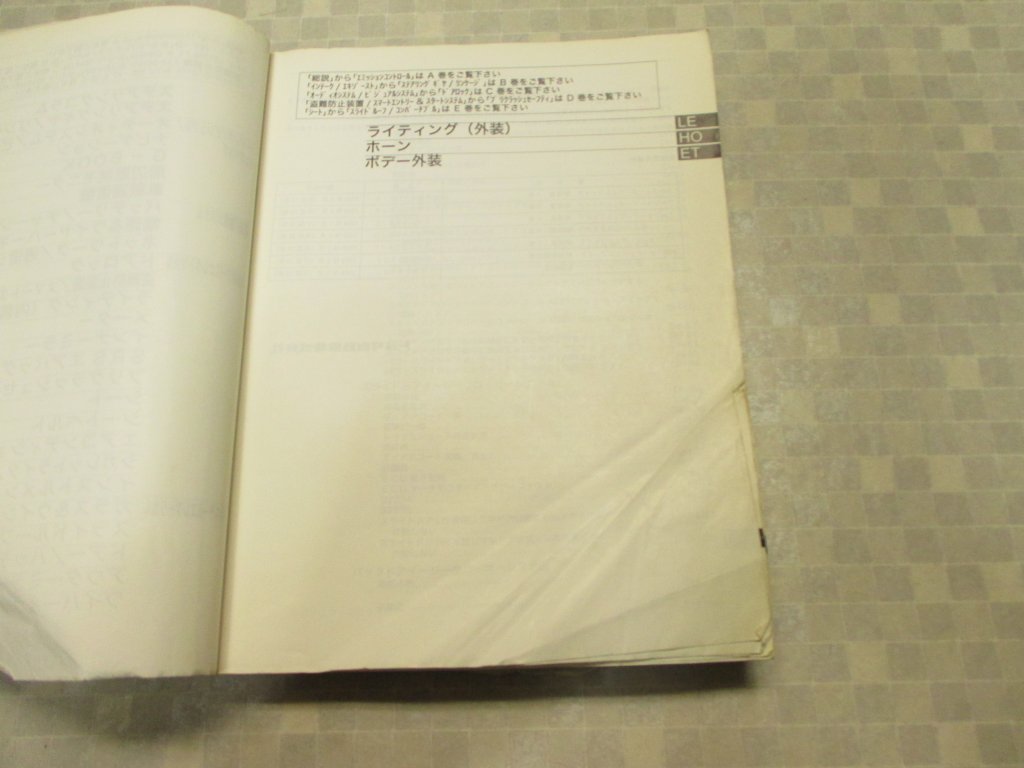 「総説」から「エミッションコントロール」は A 巻をご覧下さい
「インテーク / エキゾースト」から「ステアリングギヤ / リンケージ」は B 巻をご覧下さい
「オーディオシステム / ビジュアルシステム」から「ドアロック」は C 巻をご覧下さい
「盗難防止装置 / スマートエントリー & スタートシステム」から「プリクラッシュセーフティ」は D 巻をご覧下さい
「シート」から「スライドルーフ / コンバーチブル」は E 巻をご覧下さい
ライティング（外装） LE
ホーン HO
ボデー外装 ET